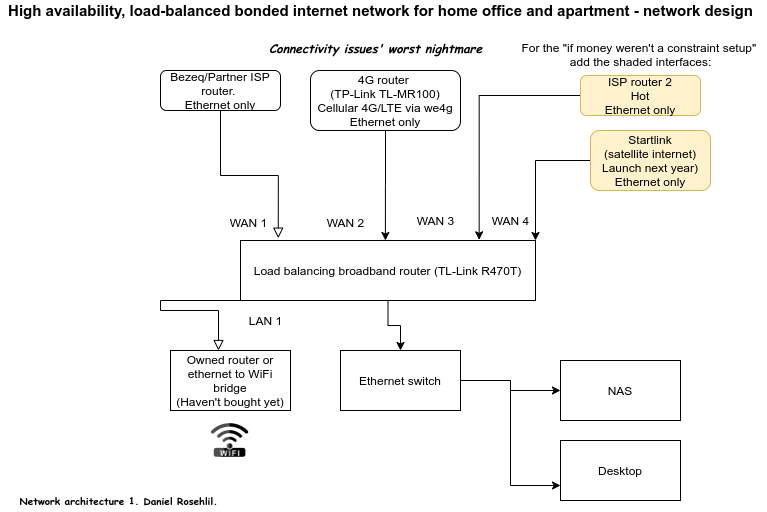 High availability, load-balanced bonded internet network for home office and apartment - network design
Connectivity issues' worst nightmare
For the "if money weren't a constraint setup"
add the shaded interfaces:
Bezeq/Partner ISP
router.
Ethernet only
4G router
(TP-Link TL-MR100)
Cellular 4G/LTE via we4g
Ethernet only
ISP router 2
Hot
Ethernet only
Startlink
(satellite internet)
Launch next year)
Ethernet only
WAN 1
WAN 2
WAN 3
WAN 4
Load balancing broadband router (TL-Link R470T)
LAN 1
Owned router or
ethernet to WiFi
bridge
(Haven't bought yet)
Ethernet switch
NAS
WiFi
Desktop
Network architecture 1. Daniel Rosehlil.